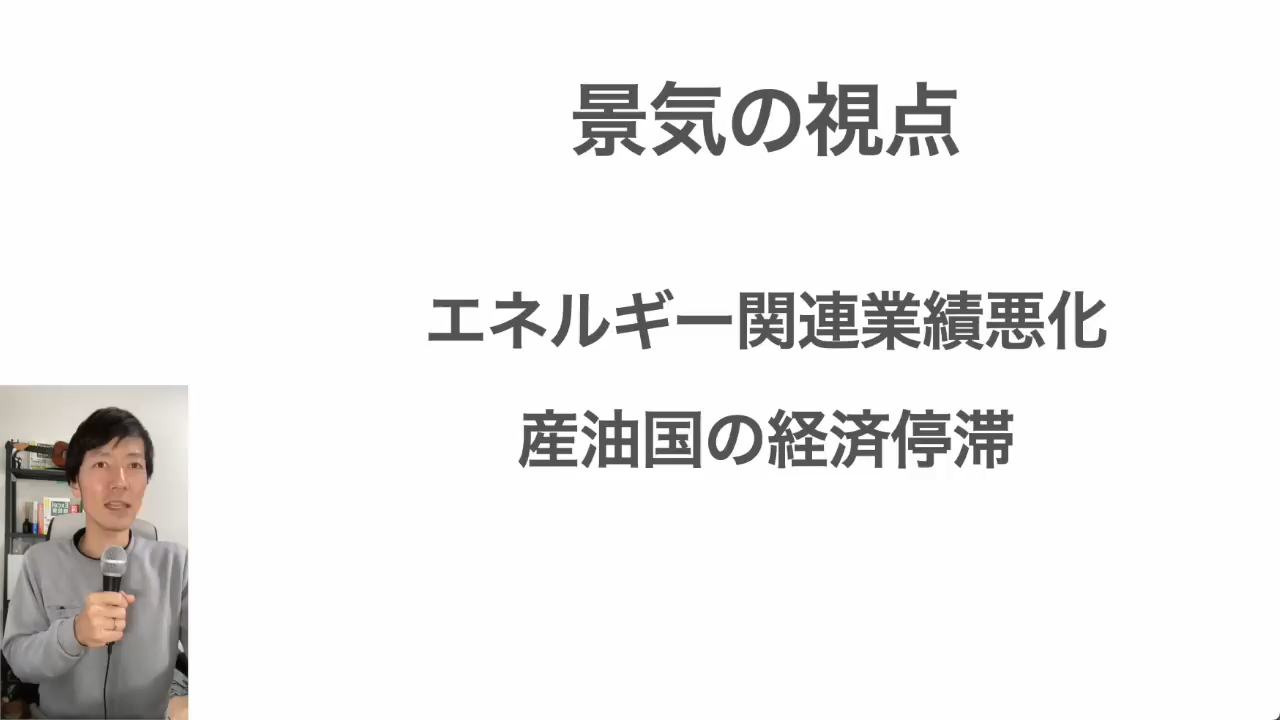 景気の視点
エネルギー関連業績悪化
産油国の経済停滞